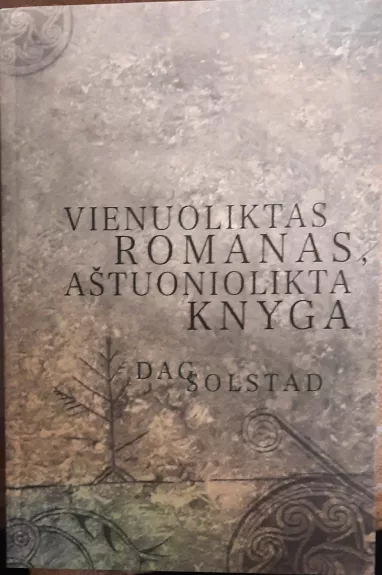 VIENUOLIKTAS
ROMANAS,
AŠTUONIOLIKTA
KNYGA
DAG
SOLSTAD